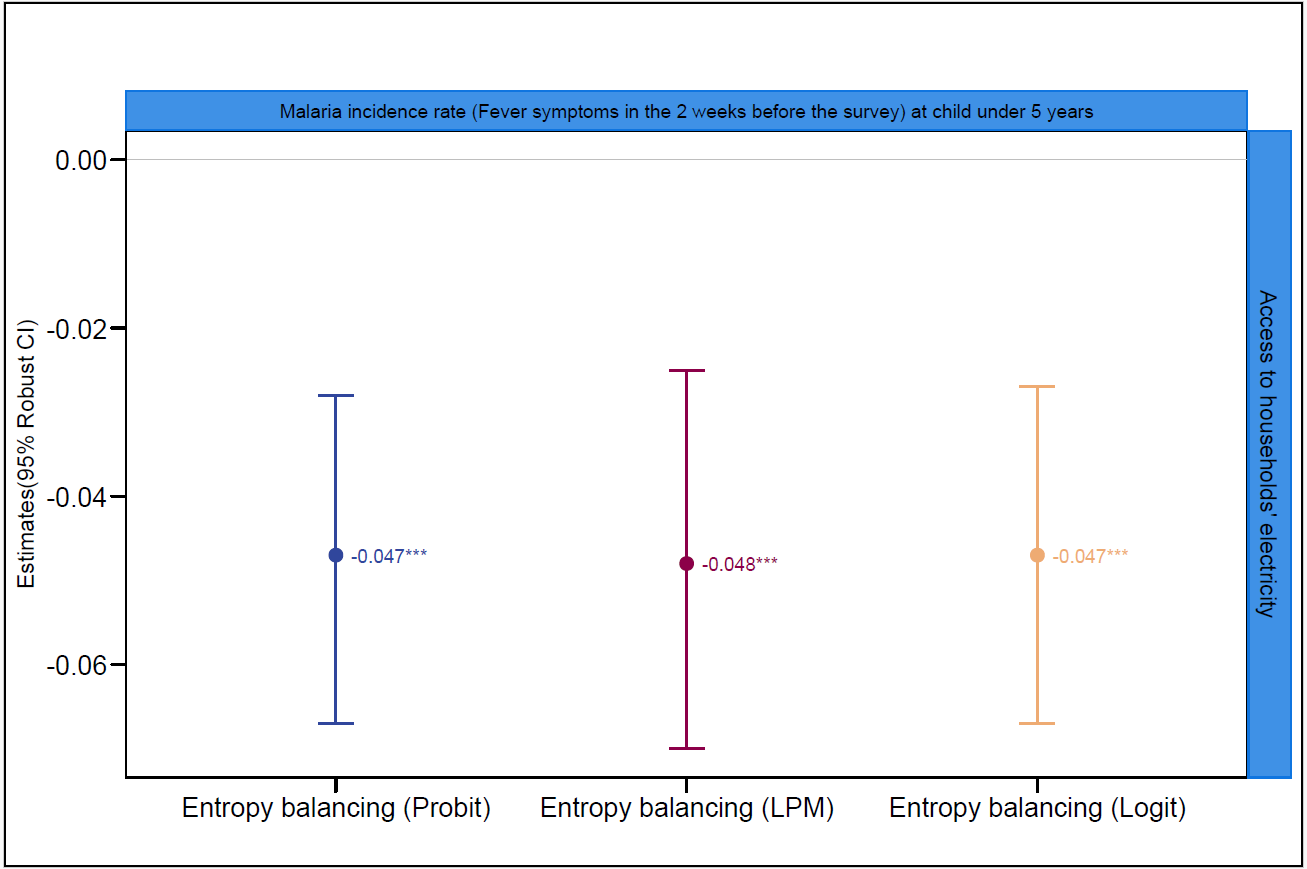 Malaria incidence rate (Fever symptoms in the 2 weeks before the survey) at child under 5 years
Estimates(95% Robust CI)
0.00
-0.02
-0.04
-0.06
-0.047***
-0.048***
-0.047***
Access to households' electricity
Entropy balancing (Probit)
Entropy balancing (LPM)
Entropy balancing (Logit)